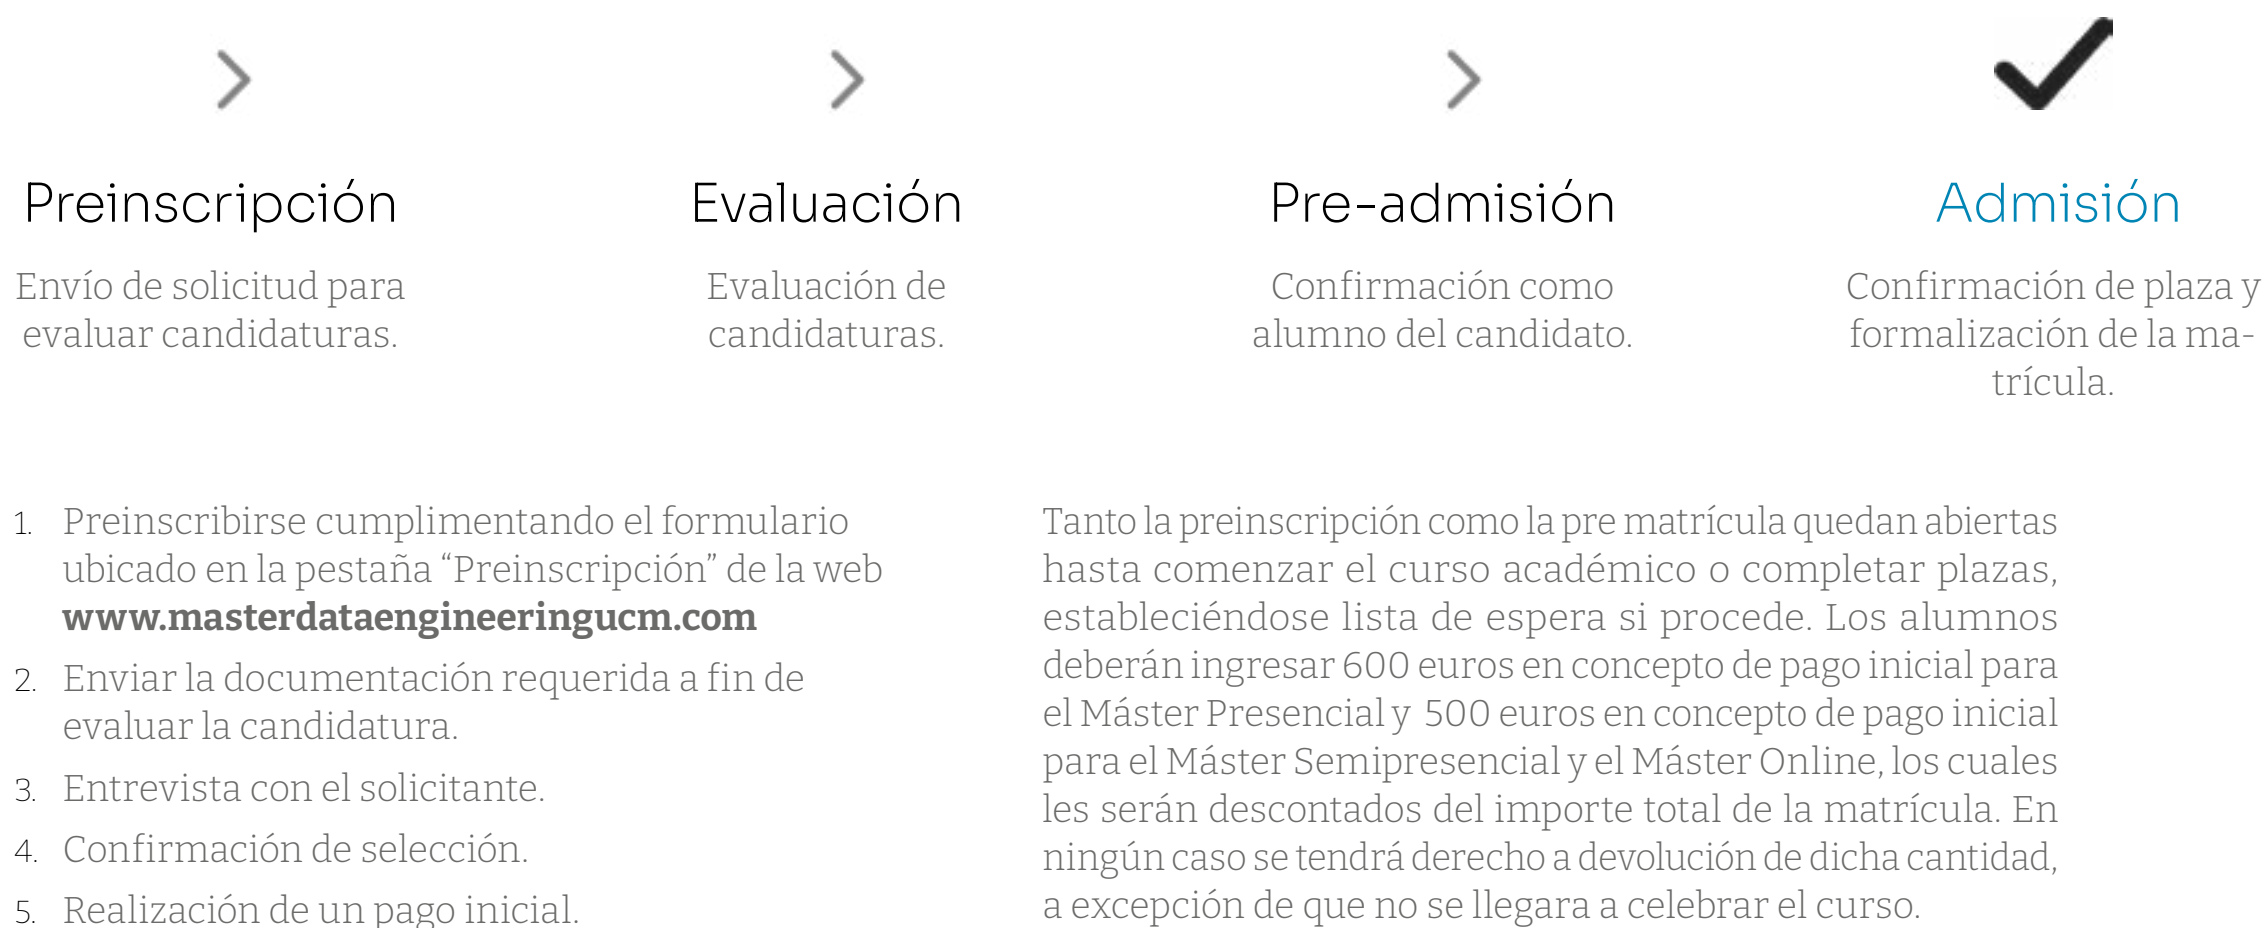 Preinscripción
Envío de solicitud para
evaluar candidaturas.
Evaluación
Evaluación de
candidaturas.
Pre-admisión
Confirmación como
alumno del candidato.
Admisión
Confirmación de plaza y
formalización de la ma-
trícula.
1. Preinscribirse cumplimentando el formulario
ubicado en la pestaña “Preinscripción” de la web
www.masterdataengineeringucm.com
2. Enviar la documentación requerida a fin de
evaluar la candidatura.
3. Entrevista con el solicitante.
4. Confirmación de selección.
5. Realización de un pago inicial.
Tanto la preinscripción como la pre matrícula quedan abiertas
hasta comenzar el curso académico o completar plazas,
estableciéndose lista de espera si procede. Los alumnos
deberán ingresar 600 euros en concepto de pago inicial para
el Máster Presencial y 500 euros en concepto de pago inicial
para el Máster Semipresencial y el Máster Online, los cuales
les serán descontados del importe total de la matrícula. En
ningún caso se tendrá derecho a devolución de dicha cantidad,
a excepción de que no se llegara a celebrar el curso.